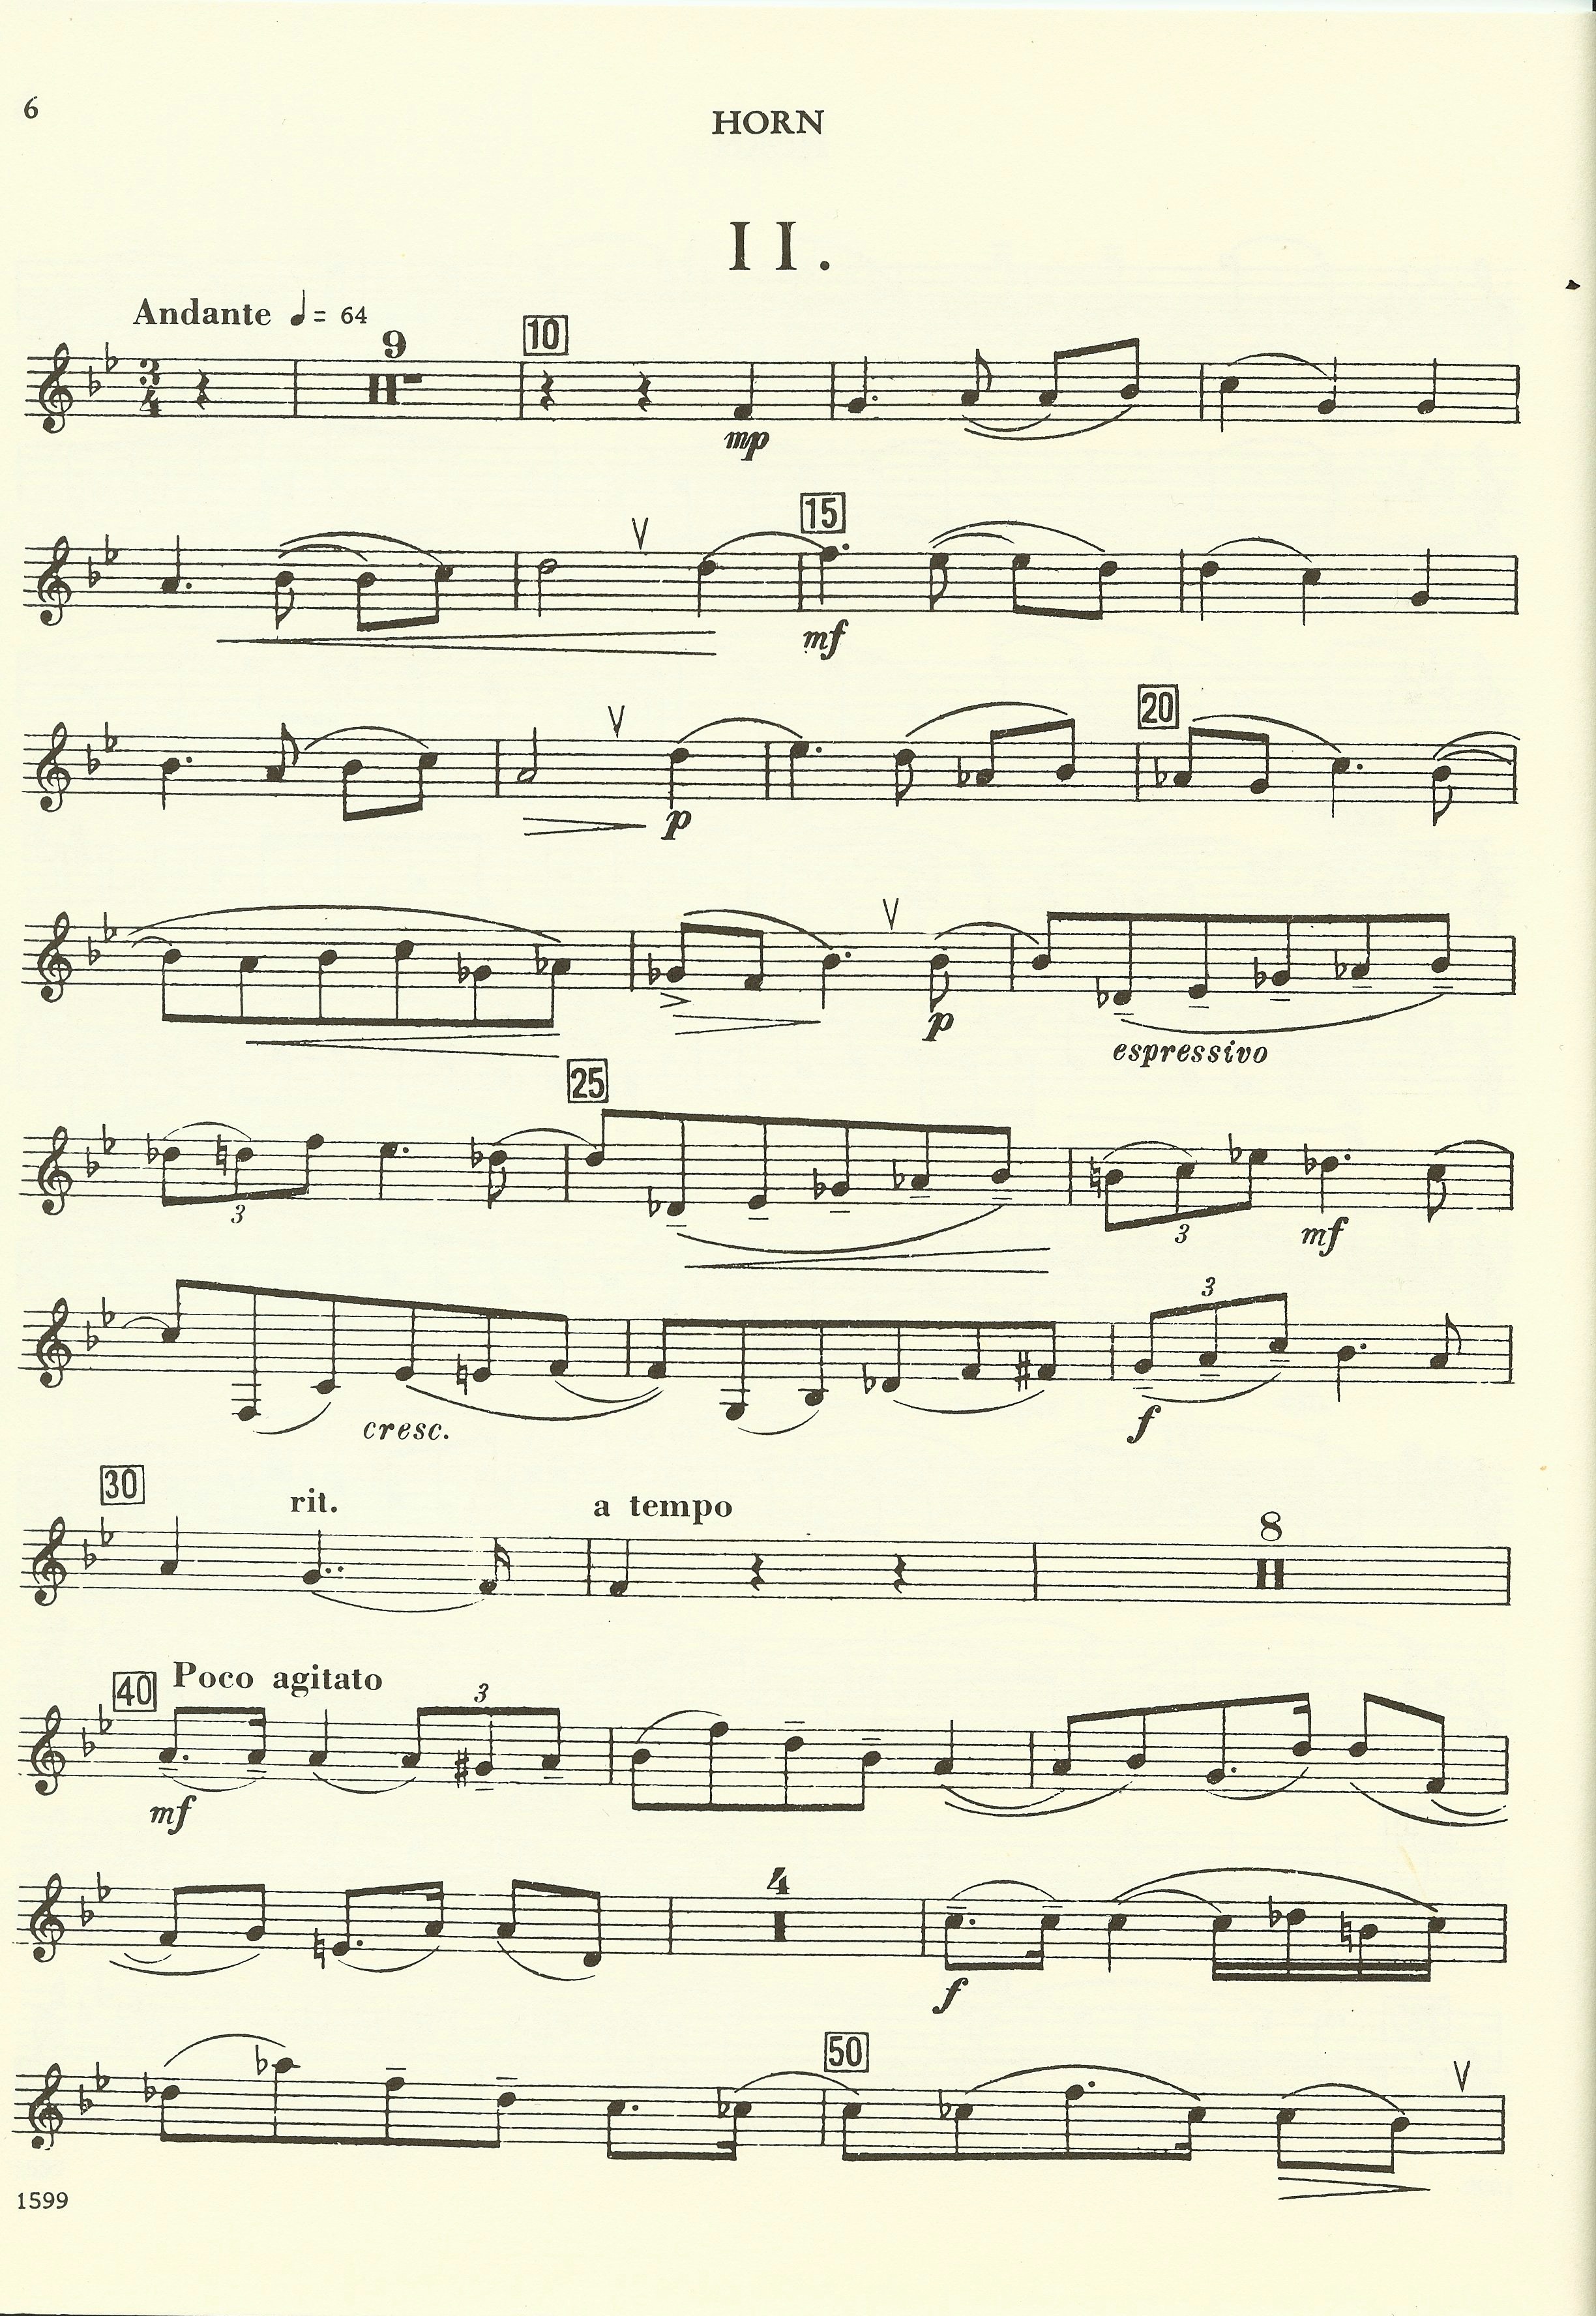 6
HORN
II.
Andante ♩= 64
9
10
3
4
mp
15
mf
20
p
p
espressivo
25
3
3
mf
3
cresc.
f
30
rit.
a tempo
8
40
Poco agitato
3
mf
4
f
50
1599